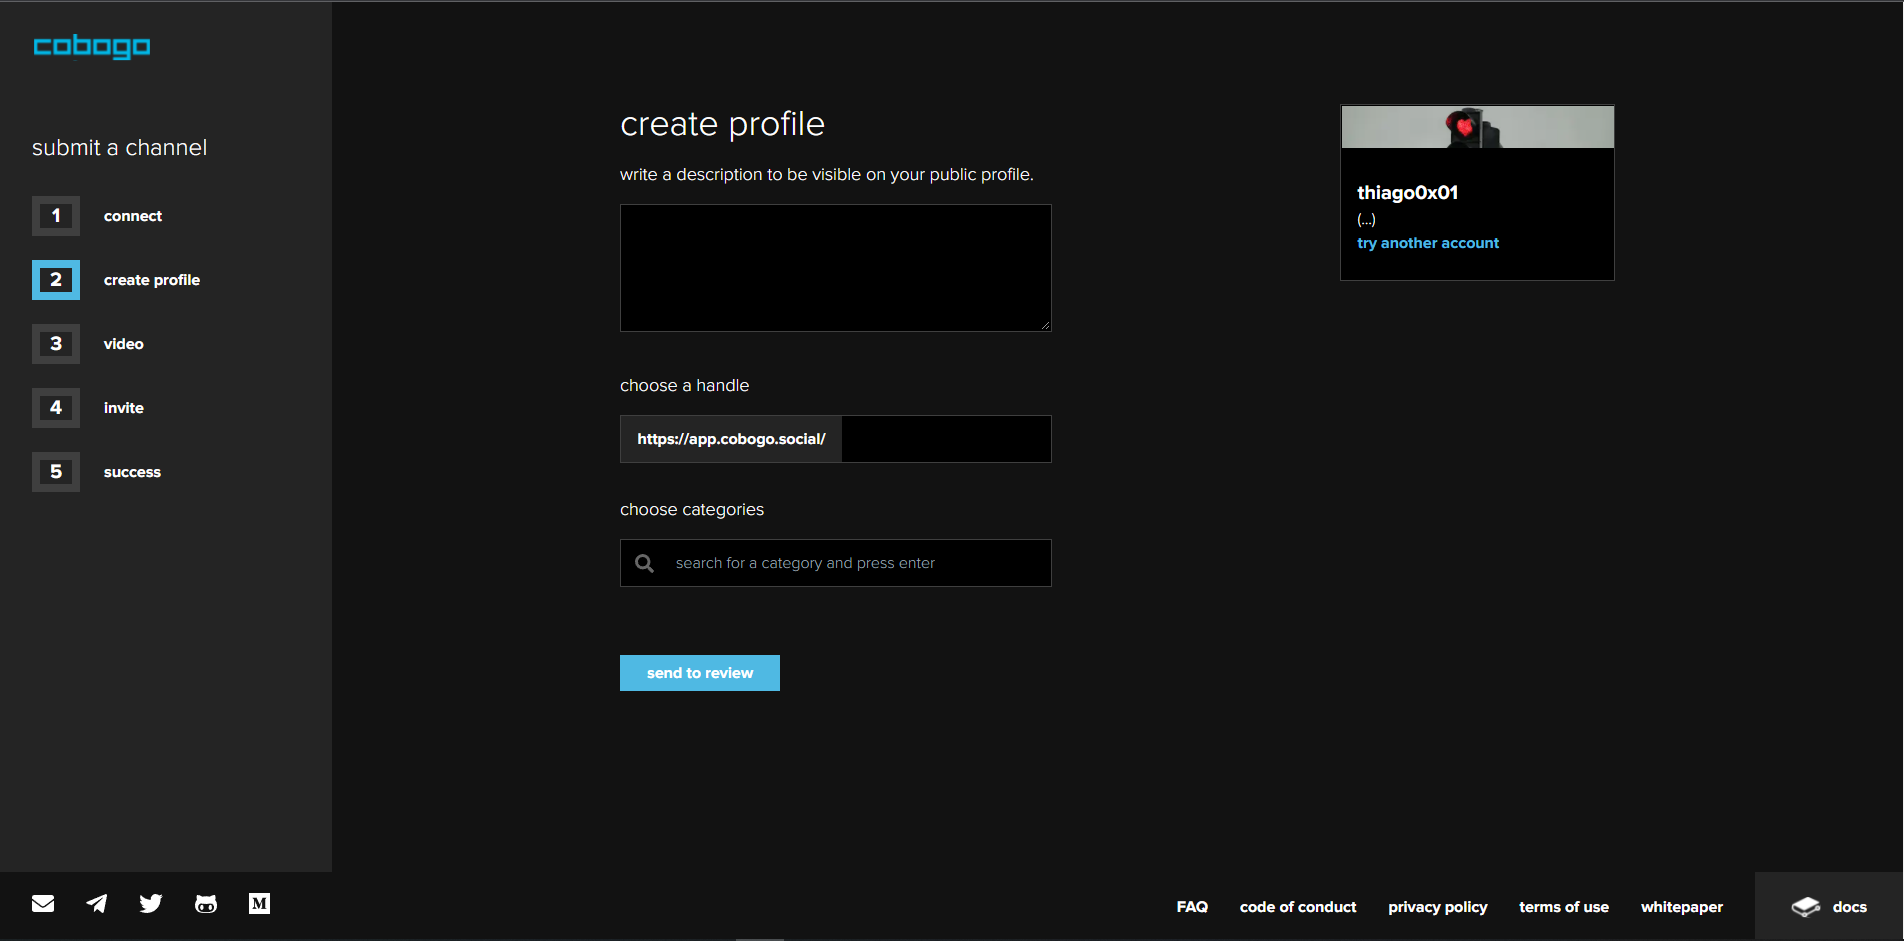 cobogo
submit a channel
1 connect
2 create profile
3 video
4 invite
5 success
create profile
write a description to be visible on your public profile.
choose a handle
https://app.cobogo.social/
choose categories
search for a category and press enter
send to review
thiago0x01
(...)
try another account
M
FAQ
code of conduct
privacy policy
terms of use
whitepaper
docs